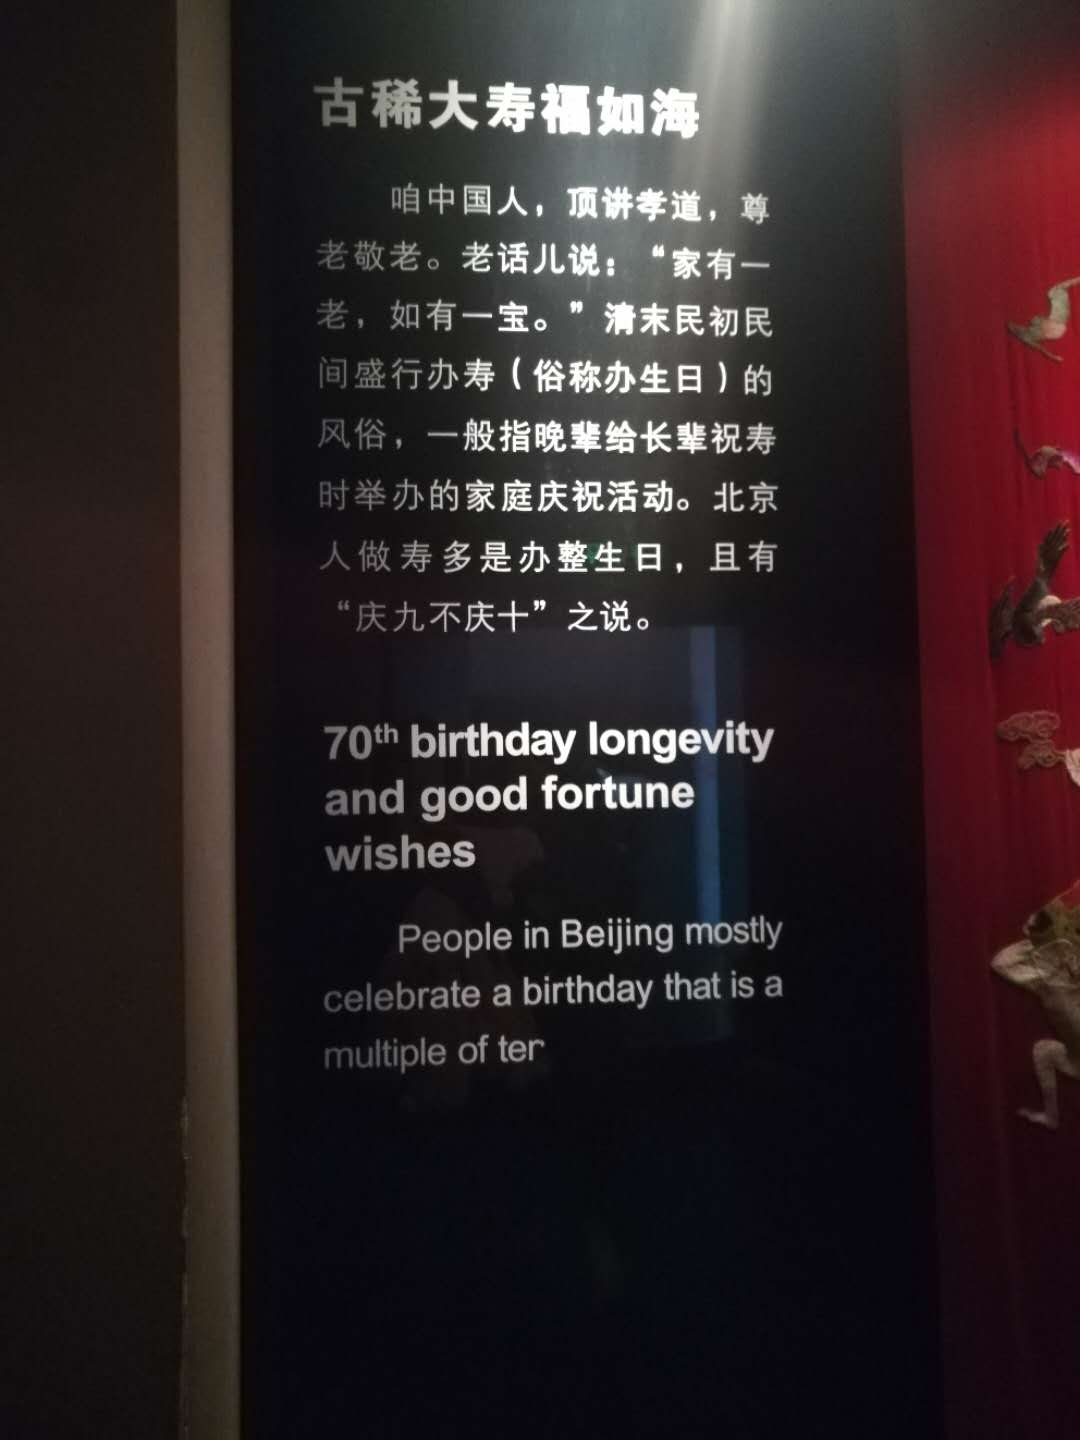 古稀大寿福如海
咱中国人，顶讲孝道，尊
老敬老。老话儿说：“家有一
老，如有一宝。”清末民初民
间盛行办寿（俗称办生日）的
风俗，一般指晚辈给长辈祝寿
时举办的家庭庆祝活动。北京
人做寿多是办整生日，且有
“庆九不庆十”之说。
70th birthday longevity
and good fortune
wishes
People in Beijing mostly
celebrate a birthday that is a
multiple of ter